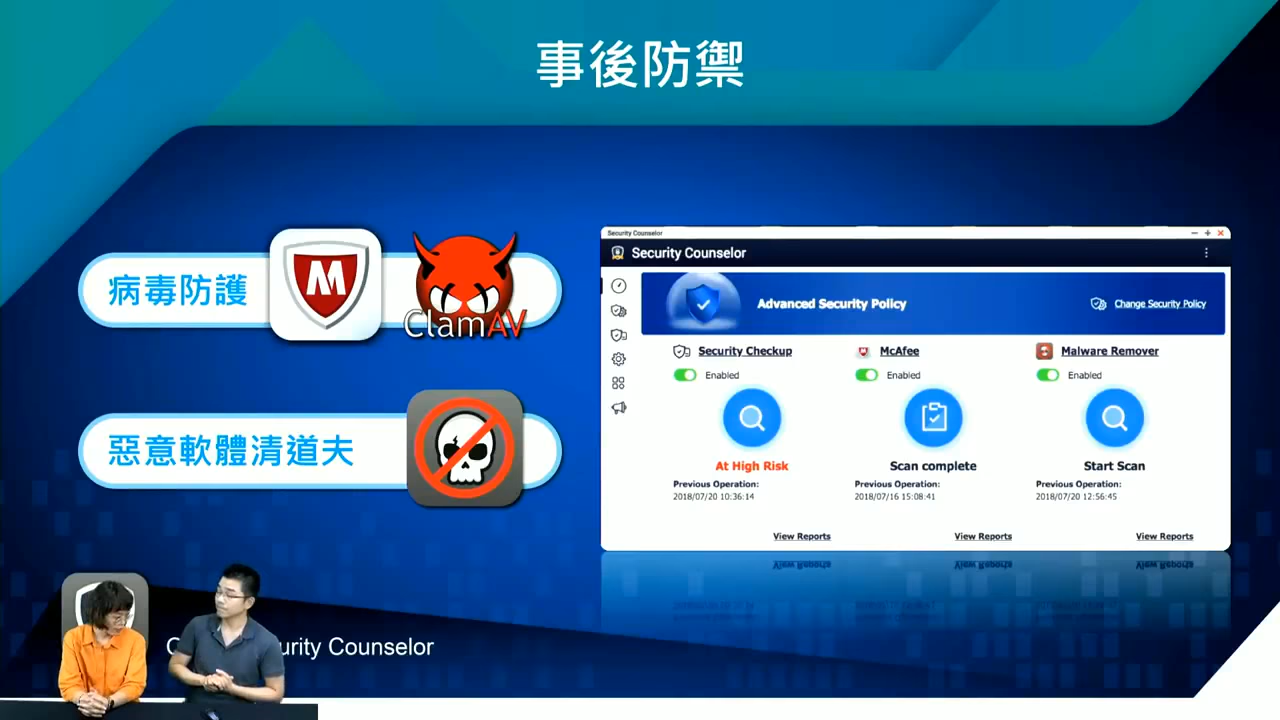 事後防禦
病毒防護
M
ClamAV
惡意軟體清道夫
Security Counselor
Security Counselor
Advanced Security Policy
Change Security Policy
Security Checkup
McAfee
Malware Remover
Enabled
Enabled
Enabled
At High Risk
Scan complete
Start Scan
Previous Operation:
Previous Operation:
Previous Operation:
2018/07/20 10:36:14
2018/07/16 15:08:41
2018/07/20 12:56:45
View Reports
View Reports
View Reports
Counselor